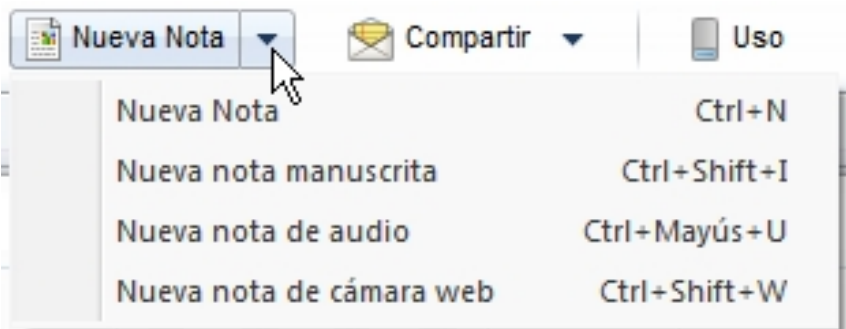 Nueva Nota Compartir Uso
Nueva Nota Ctrl+N
Nueva nota manuscrita Ctrl+Shift+I
Nueva nota de audio Ctrl+Mayús+U
Nueva nota de cámara web Ctrl+Shift+W